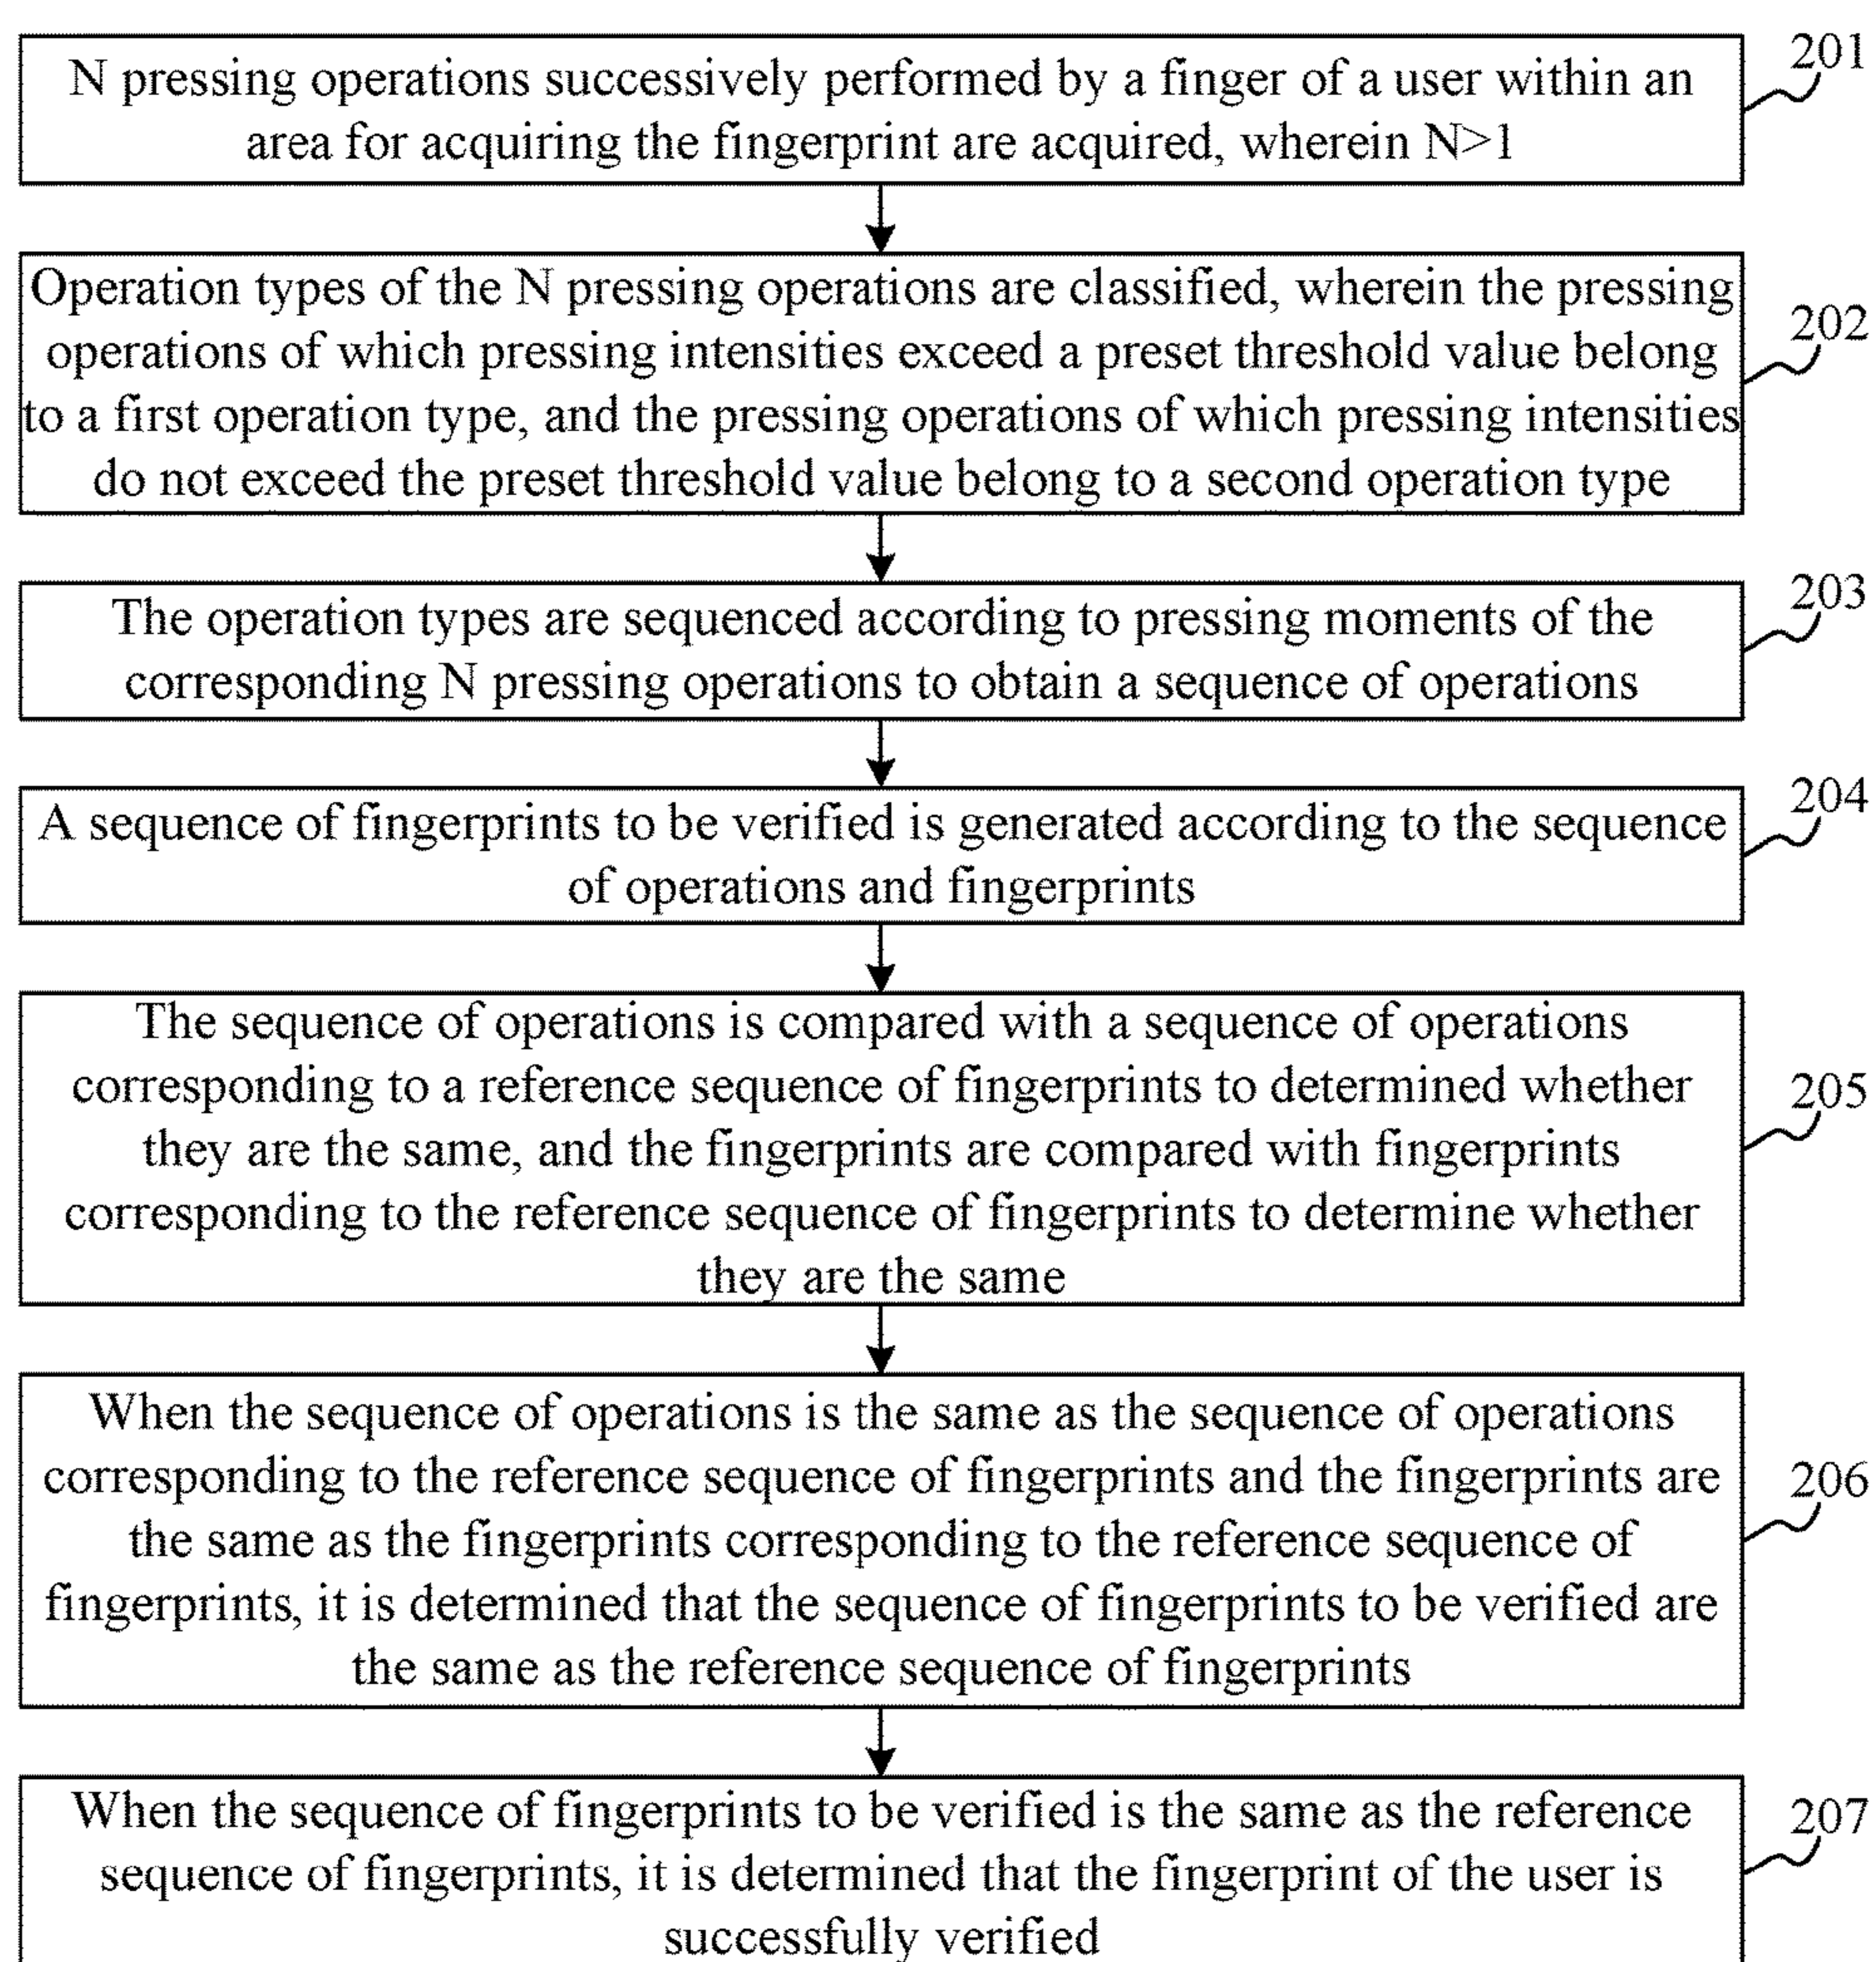 201
N pressing operations successively performed by a finger of a user within an
area for acquiring the fingerprint are acquired, wherein N>1
202
Operation types of the N pressing operations are classified, wherein the pressing
operations of which pressing intensities exceed a preset threshold value belong
to a first operation type, and the pressing operations of which pressing intensities
do not exceed the preset threshold value belong to a second operation type
203
The operation types are sequenced according to pressing moments of the
corresponding N pressing operations to obtain a sequence of operations
204
A sequence of fingerprints to be verified is generated according to the sequence
of operations and fingerprints
205
The sequence of operations is compared with a sequence of operations
corresponding to a reference sequence of fingerprints to determined whether
they are the same, and the fingerprints are compared with fingerprints
corresponding to the reference sequence of fingerprints to determine whether
they are the same
206
When the sequence of operations is the same as the sequence of operations
corresponding to the reference sequence of fingerprints and the fingerprints are
the same as the fingerprints corresponding to the reference sequence of
fingerprints, it is determined that the sequence of fingerprints to be verified are
the same as the reference sequence of fingerprints
207
When the sequence of fingerprints to be verified is the same as the reference
sequence of fingerprints, it is determined that the fingerprint of the user is
successfully verified